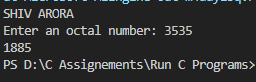 SHIV ARORA
Enter an octal number: 3535
1885
PS D:\C Assignements\Run C Programs>